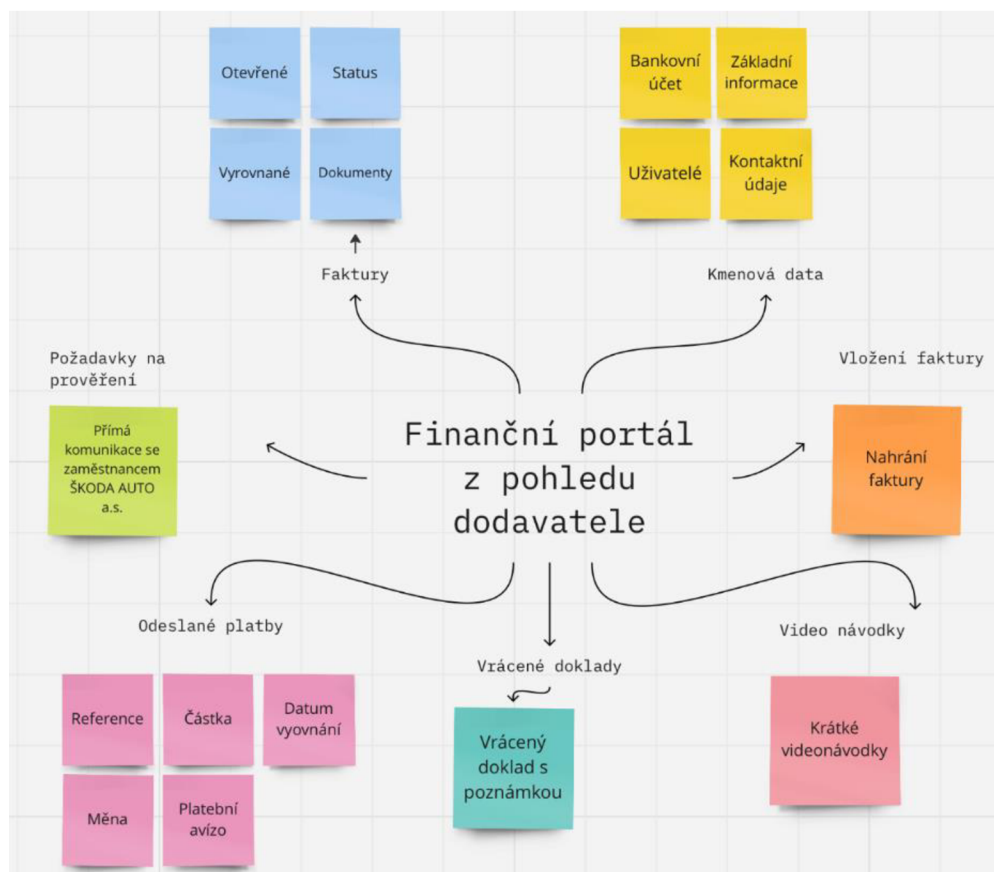 Otevřené
Status
Vyrovnané
Dokumenty
Faktury
Bankovní
účet
Základní
informace
Uživatelé
Kontaktní
údaje
Kmenová data
Požadavky na
prověření
Přímá
komunikace se
zaměstnancem
ŠKODA AUTO
a.s.
Finanční portál
z pohledu
dodavatele
Vložení faktury
Nahrání
faktury
Odeslané platby
Reference
Částka
Datum
vyovnání
Měna
Platební
avízo
Vrácené doklady
Vrácený
doklad s
poznámkou
Video návodky
Krátké
videonávodky